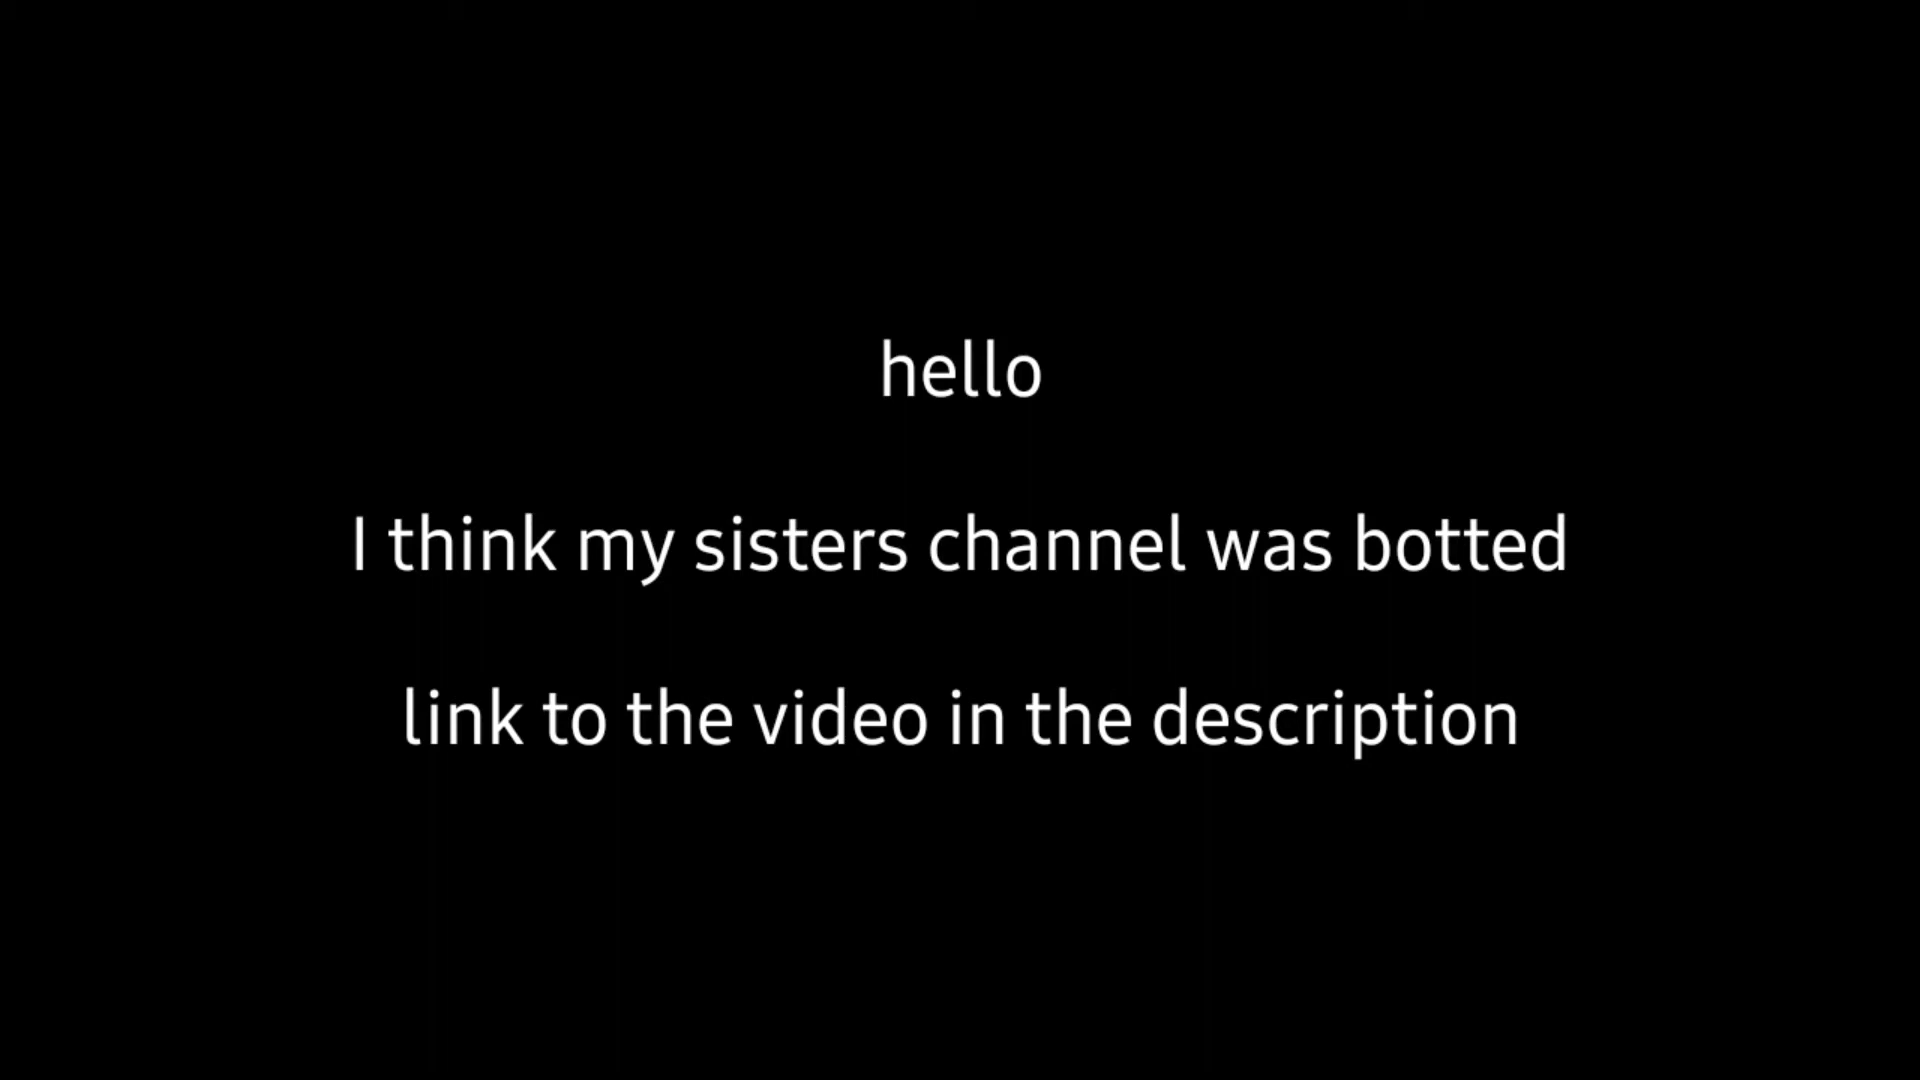 hello
I think my sisters channel was botted
link to the video in the description